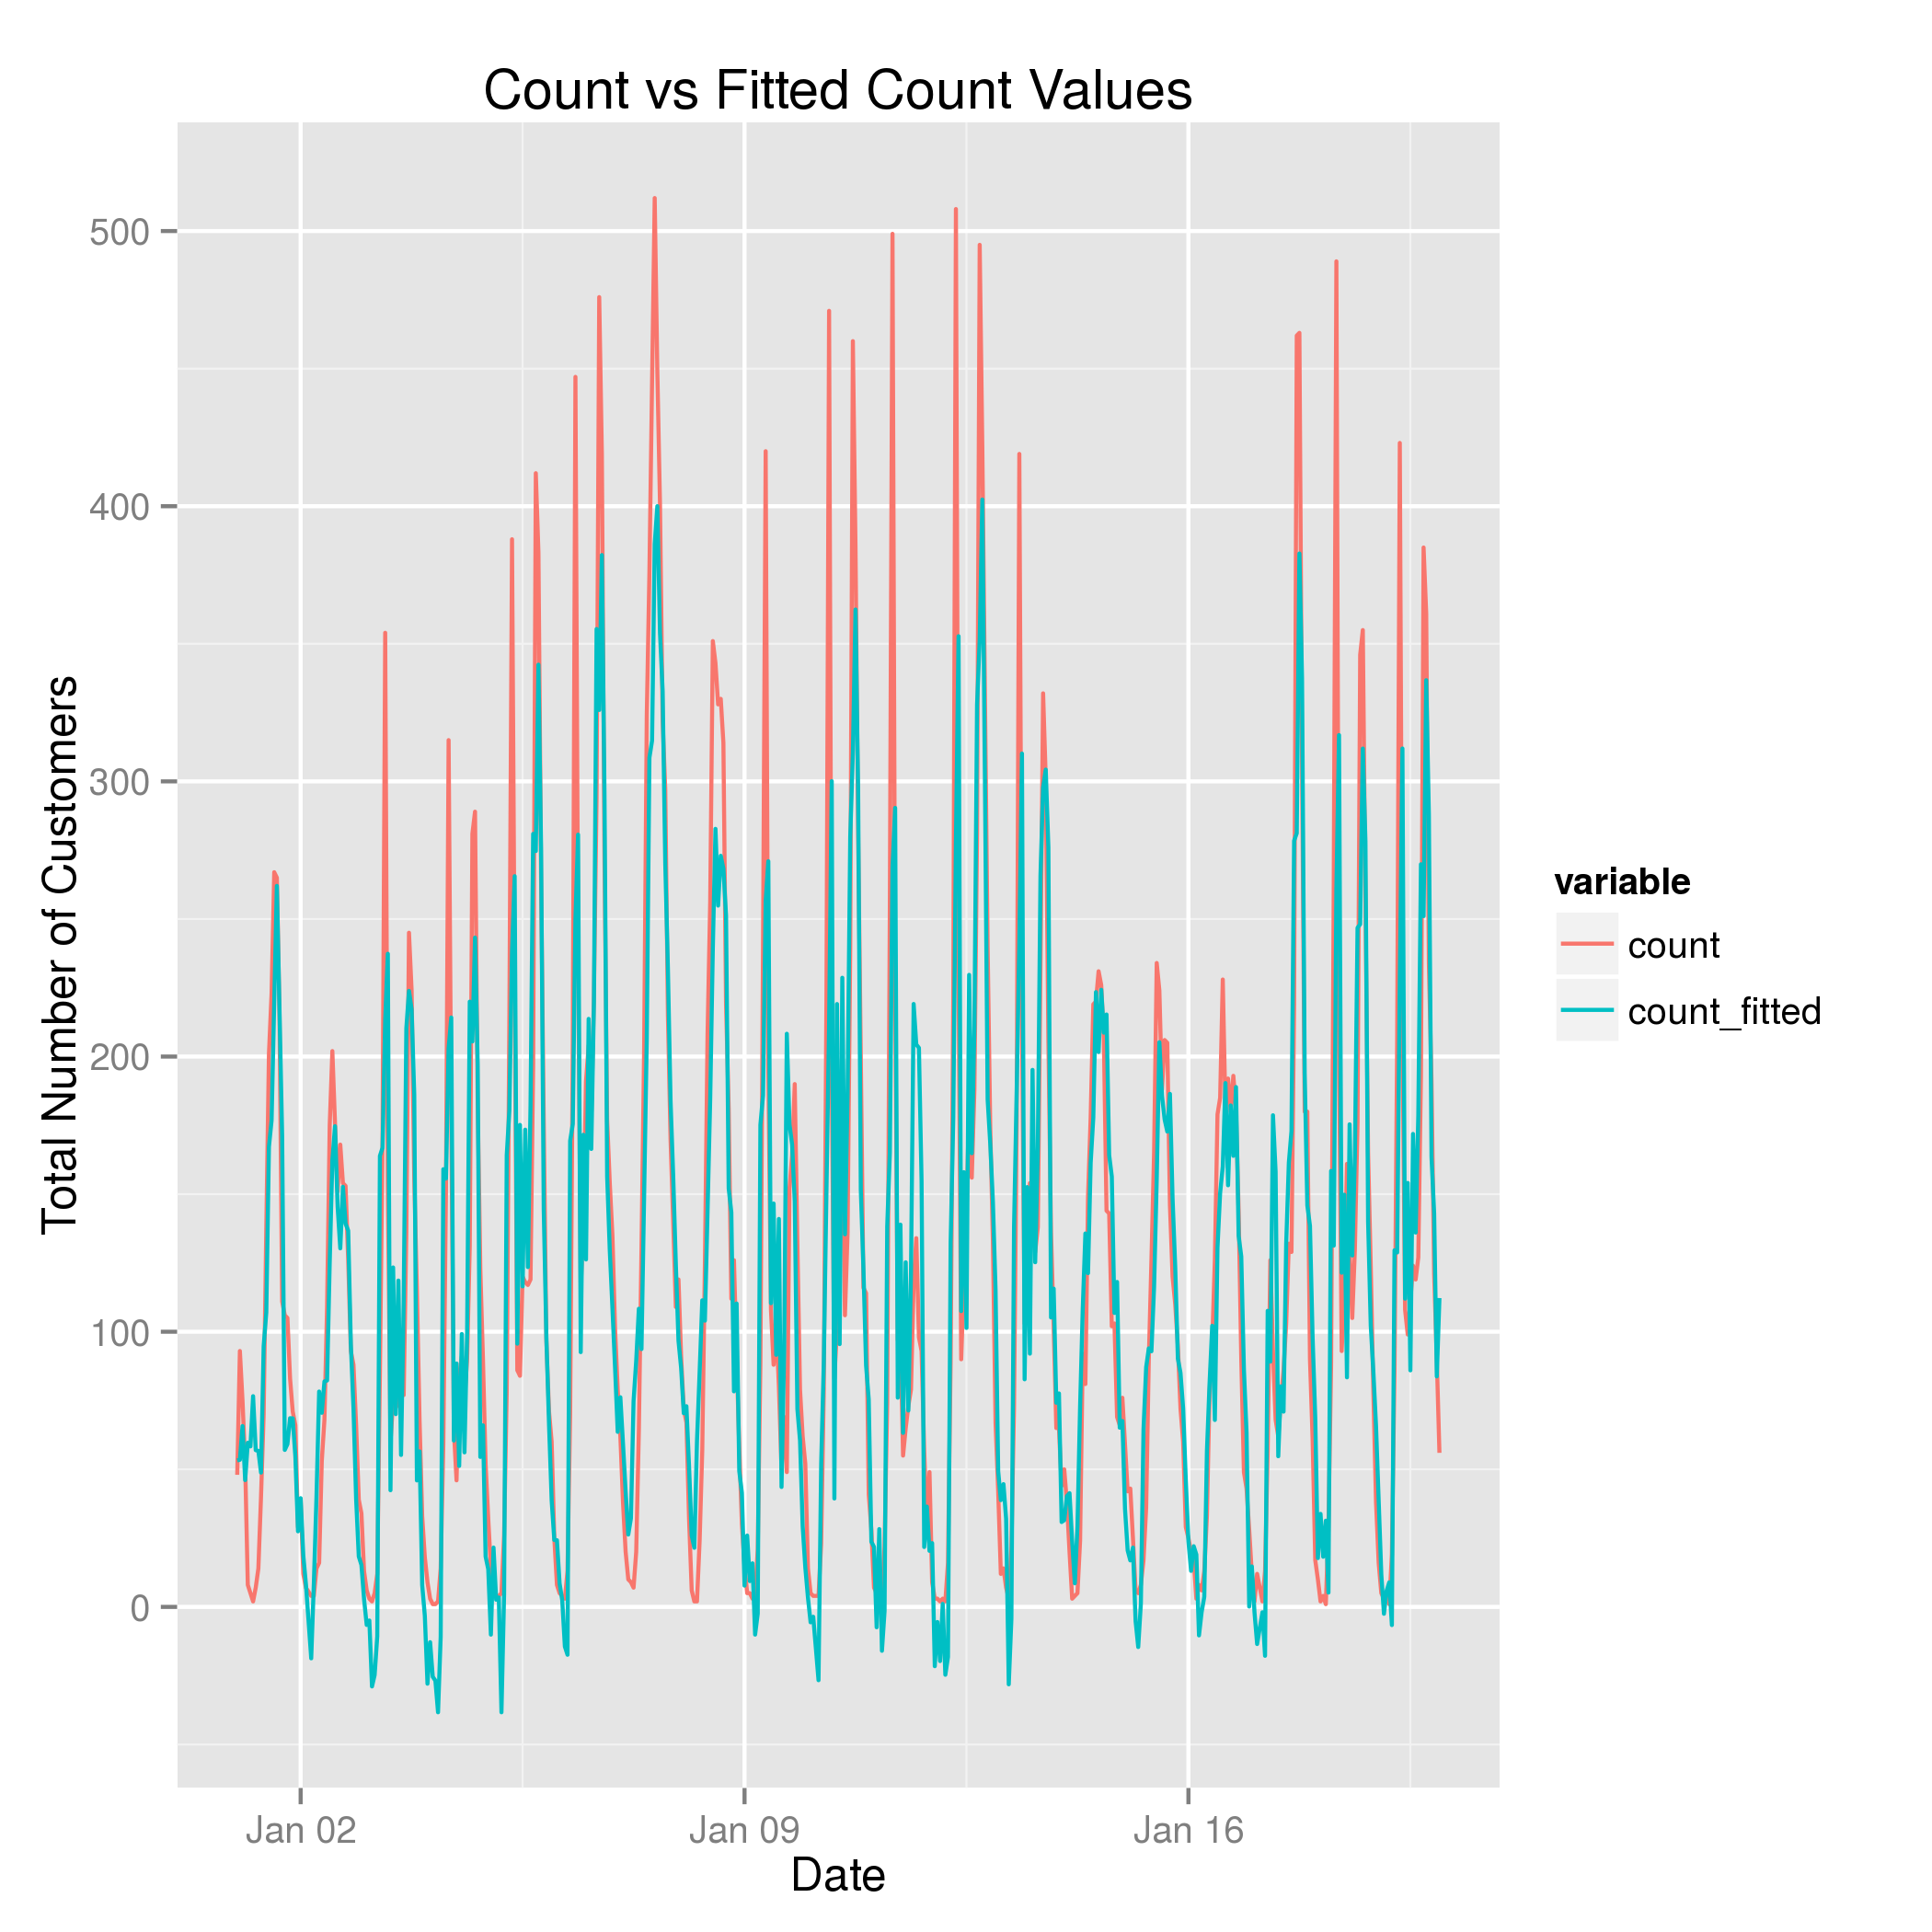 Count vs Fitted Count Values
Total Number of Customers
500
400
300
200
100
0
Jan 02
Jan 09
Jan 16
Date
variable
count
count_fitted